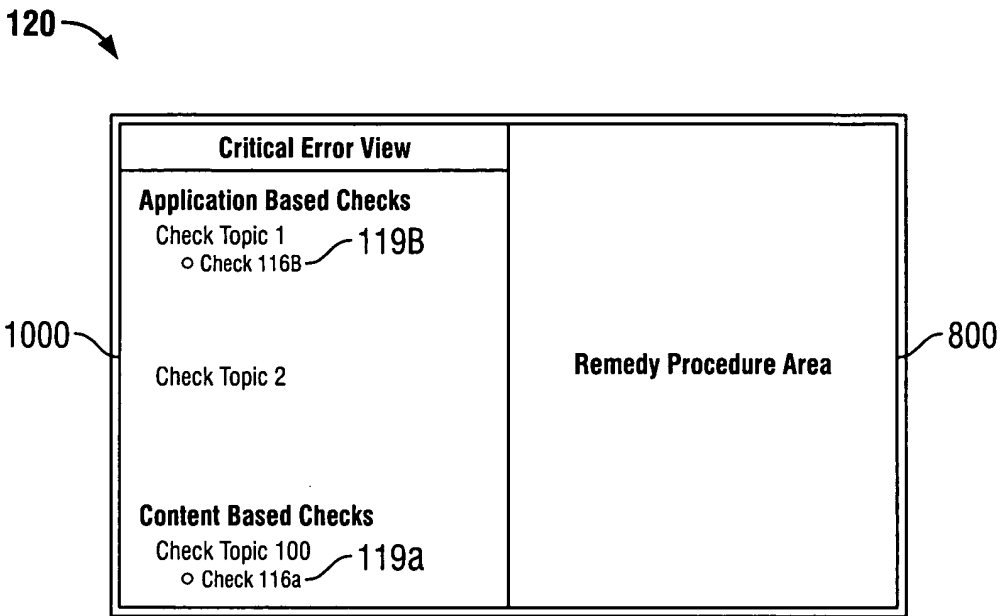 120
Critical Error View
Application Based Checks
Check Topic 1
119B
○ Check 116B
1000
800
Remedy Procedure Area
Check Topic 2
Content Based Checks
Check Topic 100
119a
○ Check 116a